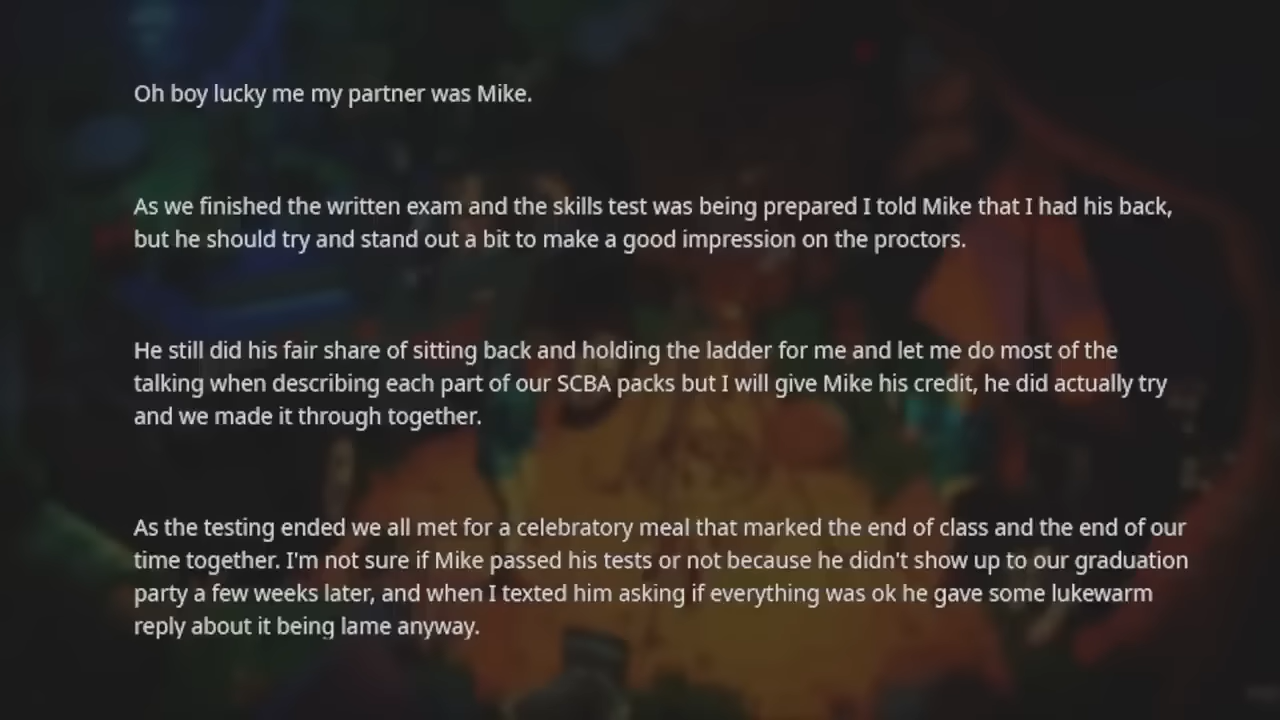 Oh boy lucky me my partner was Mike.
As we finished the written exam and the skills test was being prepared I told Mike that I had his back,
but he should try and stand out a bit to make a good impression on the proctors.
He still did his fair share of sitting back and holding the ladder for me and let me do most of the
talking when describing each part of our SCBA packs but I will give Mike his credit, he did actually try
and we made it through together.
As the testing ended we all met for a celebratory meal that marked the end of class and the end of our
time together. I'm not sure if Mike passed his tests or not because he didn't show up to our graduation
party a few weeks later, and when I texted him asking if everything was ok he gave some lukewarm
reply about it being lame anyway.